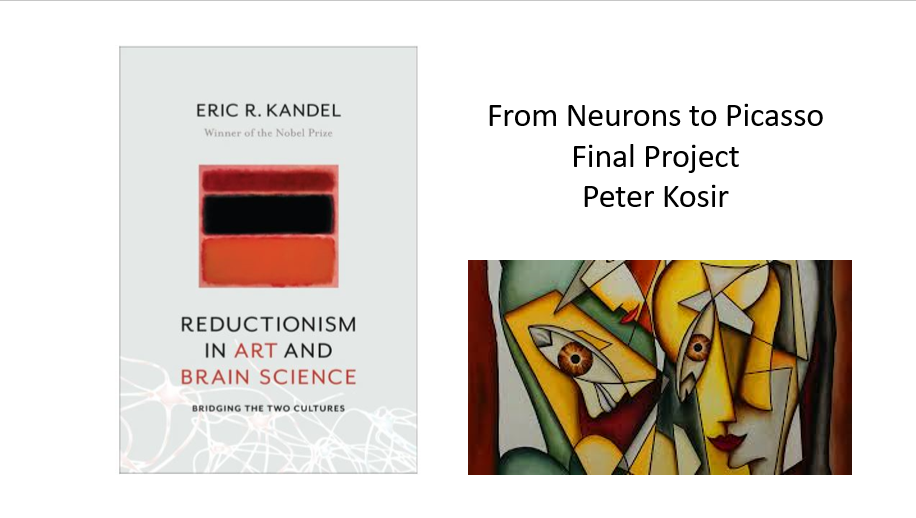 ERIC R. KANDEL
Winner of the Nobel Prize
REDUCTIONISM
IN ART AND
BRAIN SCIENCE
BRIDGING THE TWO CULTURES
From Neurons to Picasso
Final Project
Peter Kosir